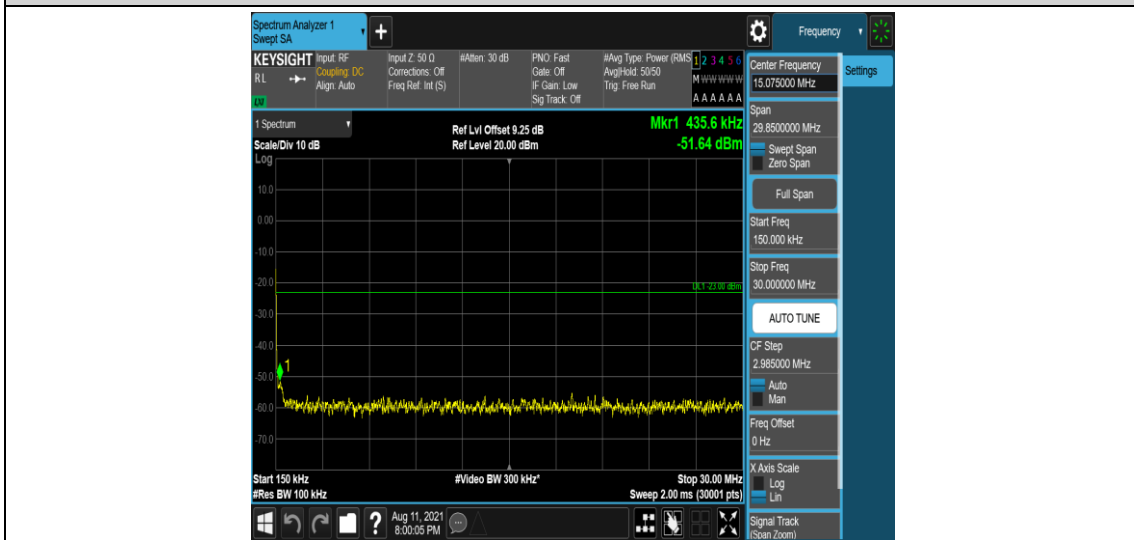 Spectrum Analyzer 1
Swept SA
+
Frequency
KEYSIGHT
RL
LXI
Input: RF
Coupling: DC
Align: Auto
Input Z: 50 Ω
Corrections: Off
Freq Ref: Int (S)
#Atten: 30 dB
PNO: Fast
Gate: Off
IF Gain: Low
Sig Track: Off
#Avg Type: Power (RMS
Avg|Hold: 50/50
Trig: Free Run
1 2 3 4 5 6
M W W W W W
A A A A A A
1 Spectrum
Scale/Div 10 dB
Log
Ref Lvl Offset 9.25 dB
Ref Level 20.00 dBm
Mkr1 435.6 kHz
-51.64 dBm
10.0
0.00
-10.0
-20.0
DL1 -23.00 dBm
-30.0
-40.0
1
-50.0
-60.0
-70.0
Start 150 kHz
#Res BW 100 kHz
#Video BW 300 kHz*
Stop 30.00 MHz
Sweep 2.00 ms (30001 pts)
Aug 11, 2021
8:00:05 PM
?
Center Frequency
15.075000 MHz
Settings
Span
29.8500000 MHz
Swept Span
Zero Span
Full Span
Start Freq
150.000 kHz
Stop Freq
30.000000 MHz
AUTO TUNE
CF Step
2.985000 MHz
Auto
Man
Freq Offset
0 Hz
X Axis Scale
Log
Lin
Signal Track
(Span Zoom)